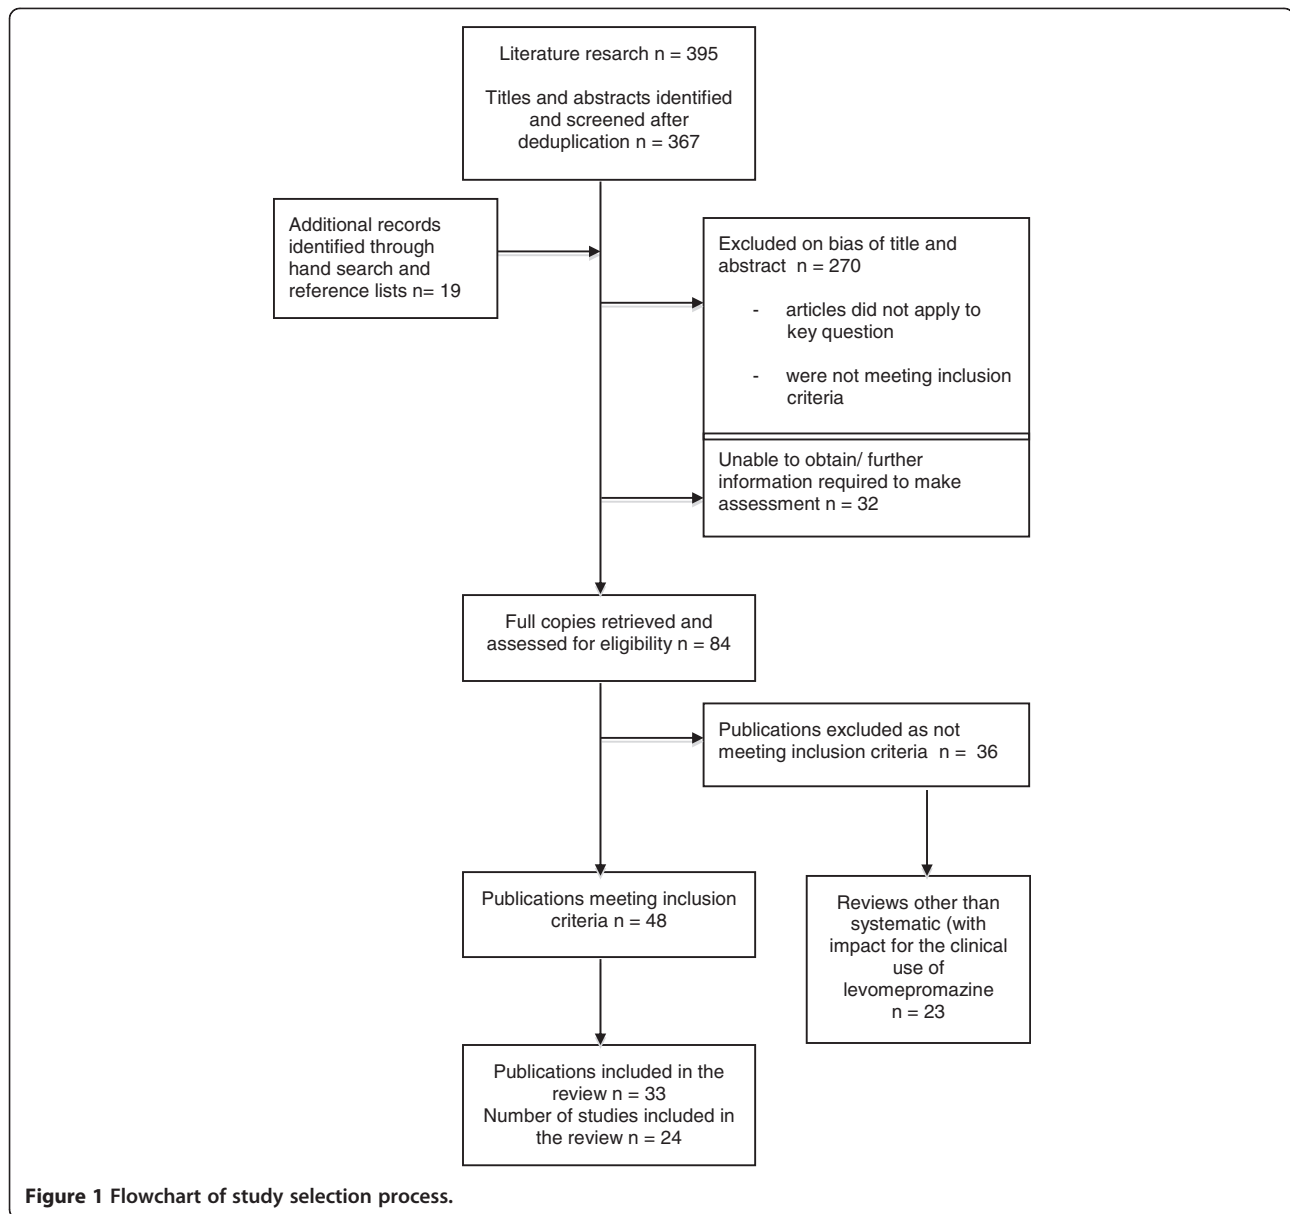 Literature resarch n = 395
Titles and abstracts identified
and screened after
deduplication n = 367
Additional records
identified through
hand search and
reference lists n= 19
Excluded on bias of title and
abstract n = 270
- articles did not apply to
key question
- were not meeting inclusion
criteria
Unable to obtain/ further
information required to make
assessment n = 32
Full copies retrieved and
assessed for eligibility n = 84
Publications excluded as not
meeting inclusion criteria n = 36
Publications meeting inclusion
criteria n = 48
Reviews other than
systematic (with
impact for the clinical
use of
levomepromazine
n = 23
Publications included in the
review n = 33
Number of studies included in
the review n = 24
Figure 1 Flowchart of study selection process.